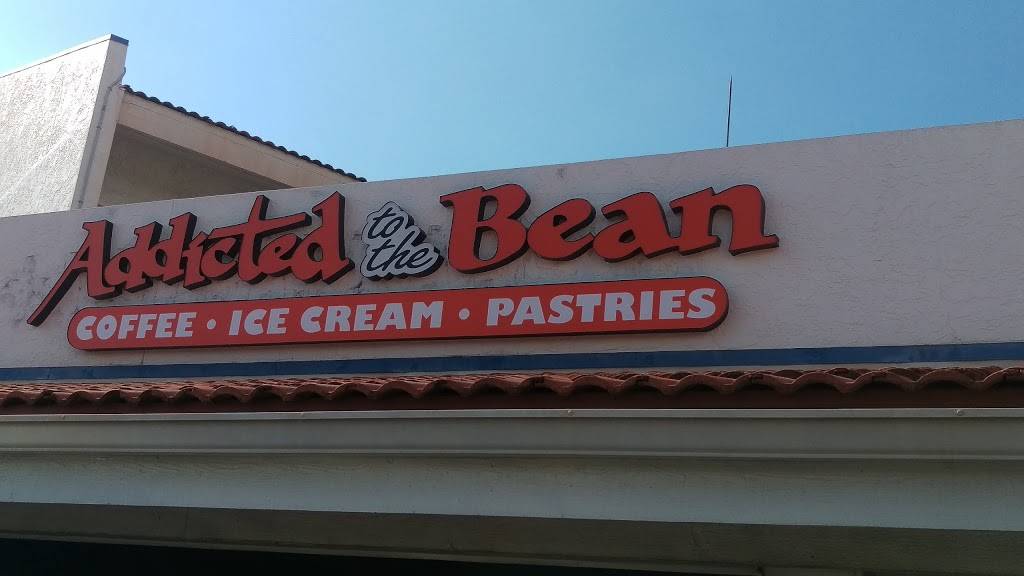 Addicted to the Bean
COFFEE • ICE CREAM • PASTRIES